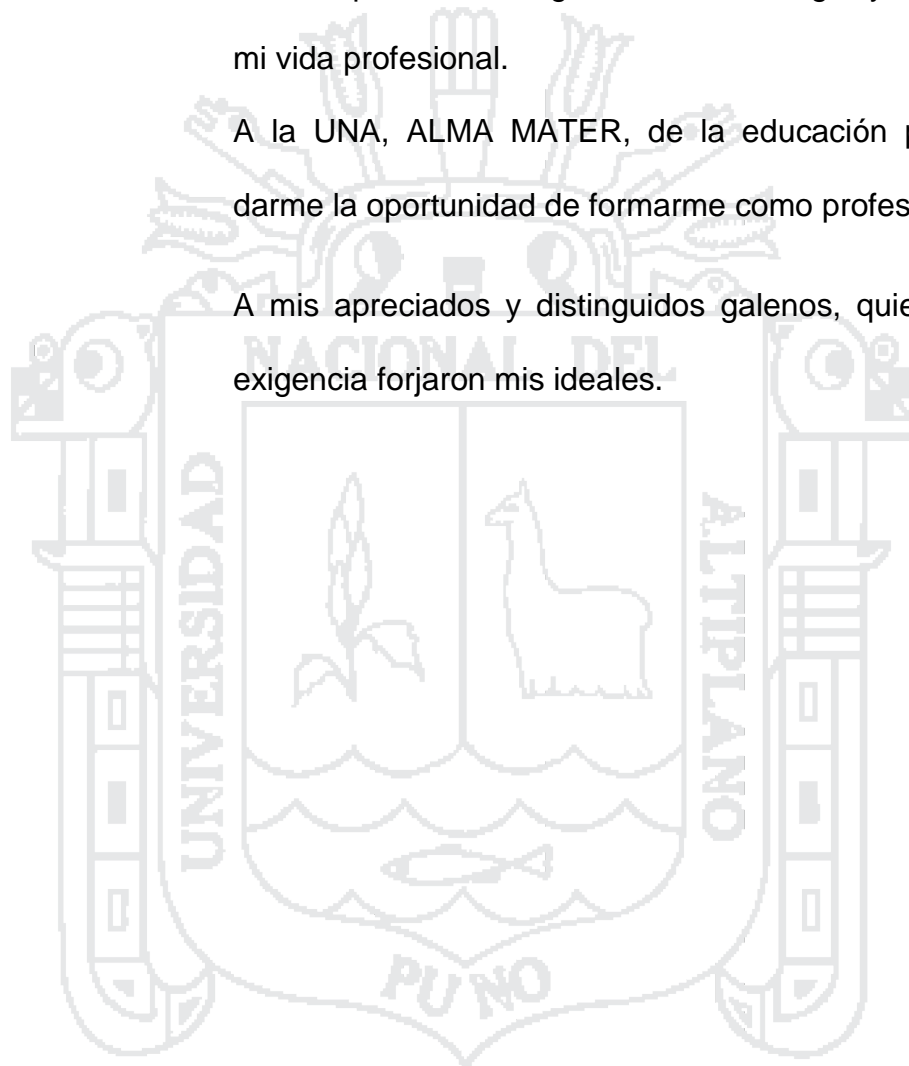 mi vida profesional.
A la UNA, ALMA MATER, de la educación
darme la oportunidad de formarme como
A mis apreciados y distinguidos galenos,
exigencia forjaron mis ideales.
NACIONAL DEL
UNIVERSIDAD
ALTIPLANO
PUNO